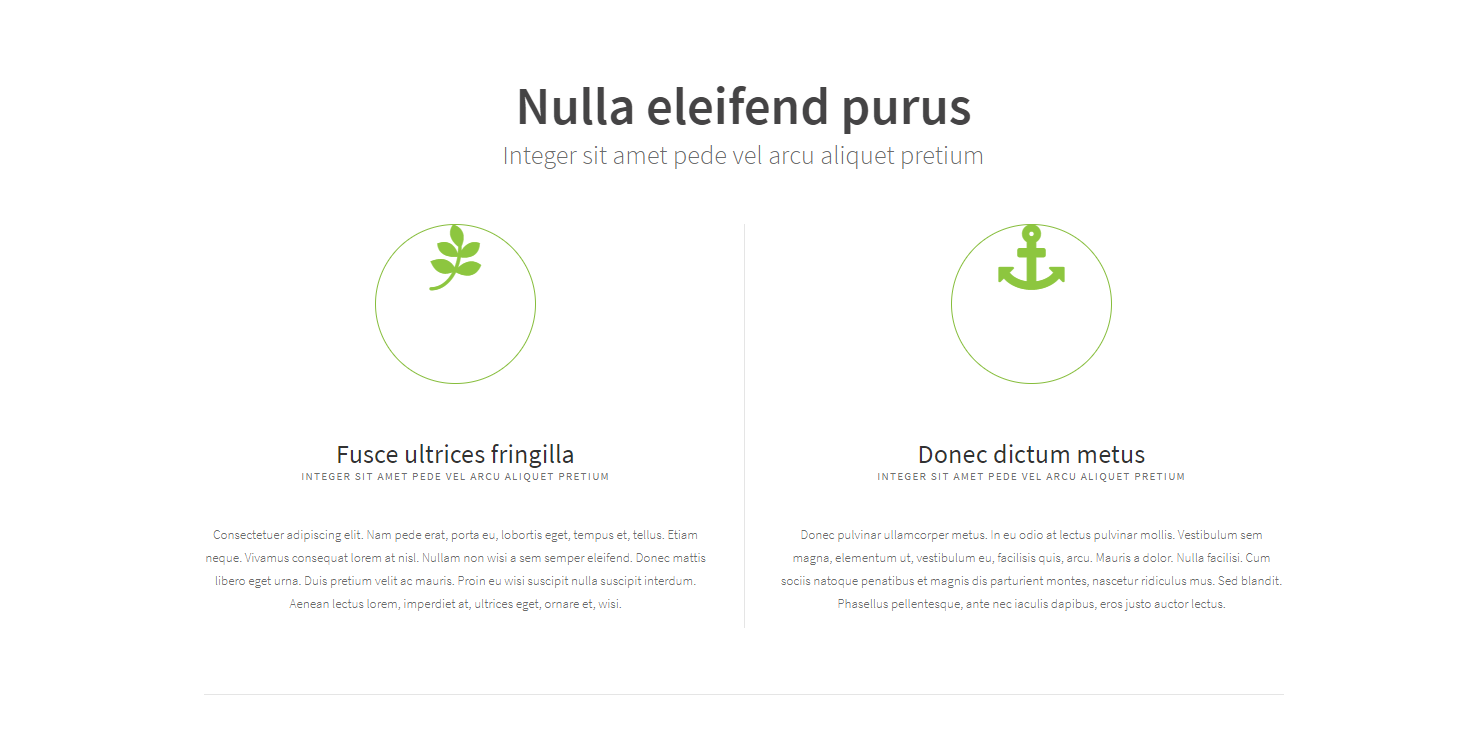 Nulla eleifend purus
Integer sit amet pede vel arcu aliquet pretium
Fusce ultrices fringilla
INTEGER SIT AMET PEDE VEL ARCU ALIQUET PRETIUM
Consectetuer adipiscing elit. Nam pede erat, porta eu, lobortis eget, tempus et, tellus. Etiam
neque. Vivamus consequat lorem at nisl. Nullam non wisi a sem semper eleifend. Donec mattis
libero eget urna. Duis pretium velit ac mauris. Proin eu wisi suscipit nulla suscipit interdum.
Aenean lectus lorem, imperdiet at, ultrices eget, ornare et, wisi.
Donec dictum metus
INTEGER SIT AMET PEDE VEL ARCU ALIQUET PRETIUM
Donec pulvinar ullamcorper metus. In eu odio at lectus pulvinar mollis. Vestibulum sem
magna, elementum ut, vestibulum eu, facilisis quis, arcu. Mauris a dolor. Nulla facilisi. Cum
sociis natoque penatibus et magnis dis parturient montes, nascetur ridiculus mus. Sed blandit.
Phasellus pellentesque, ante nec iaculis dapibus, eros justo auctor lectus.